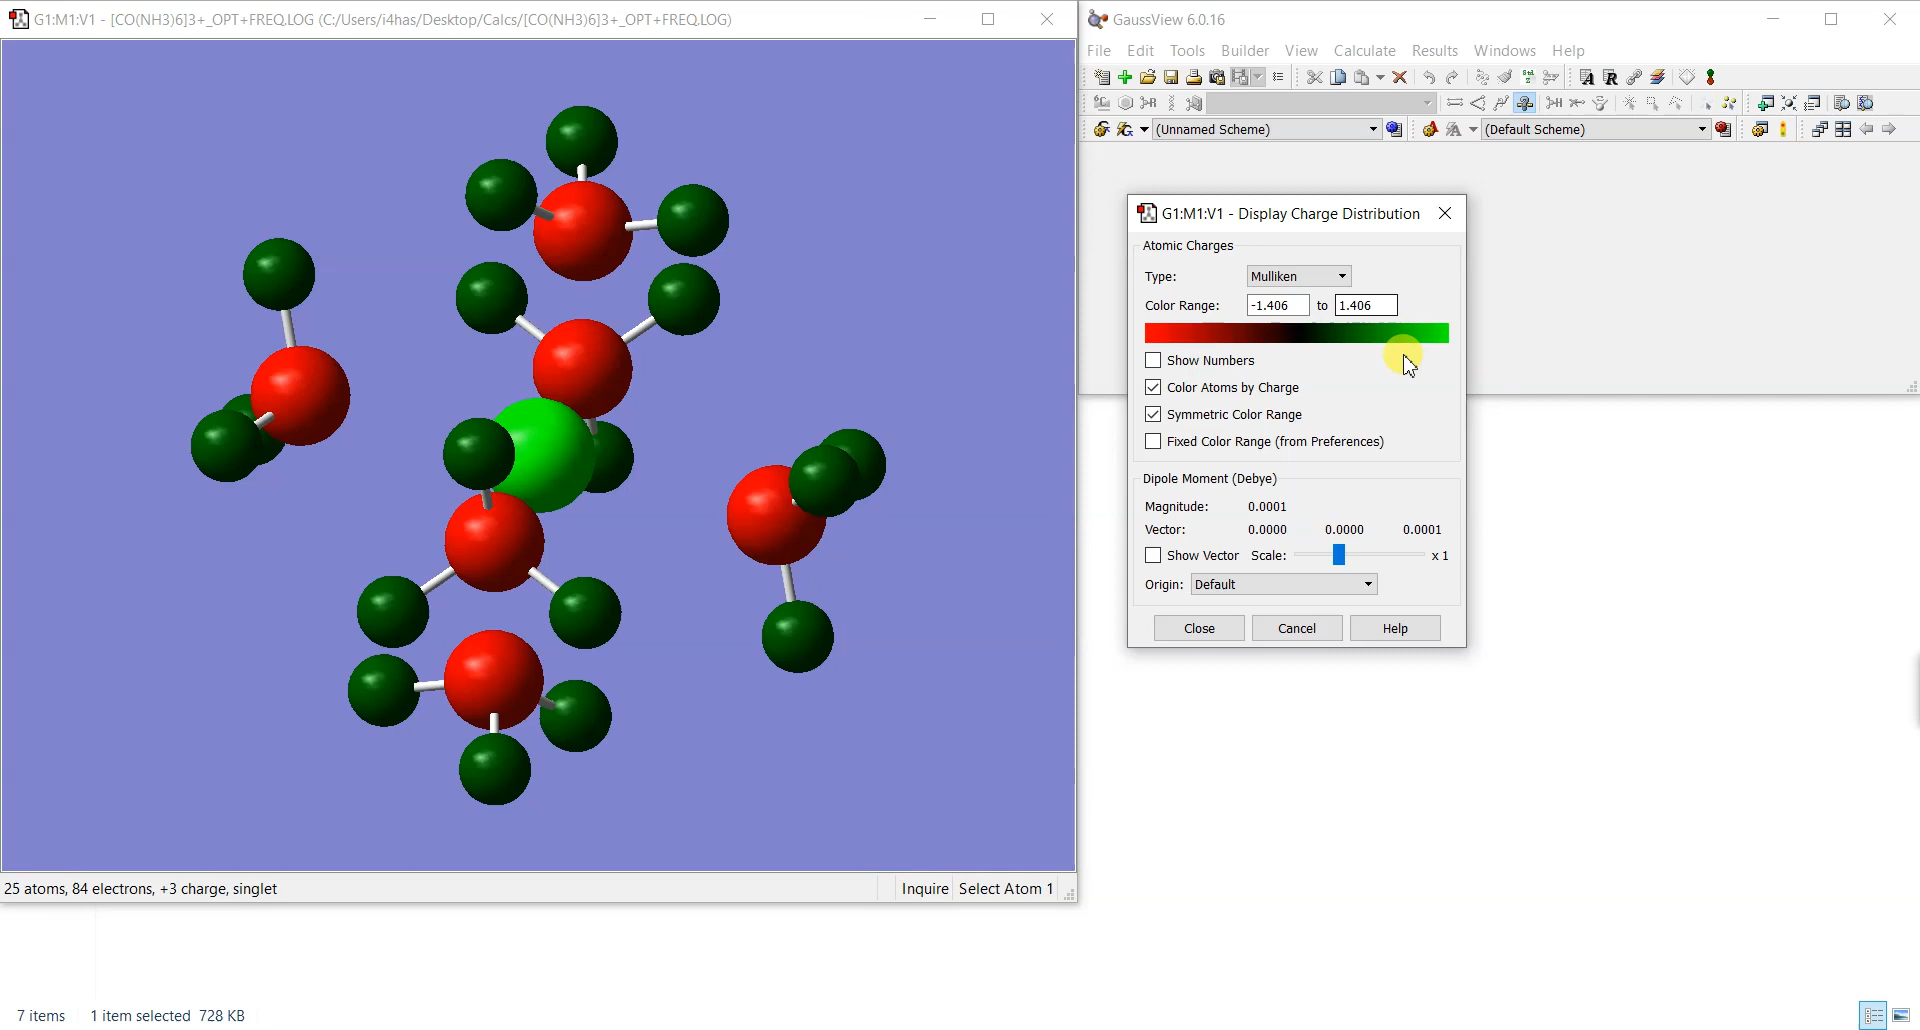 G1:M1:V1 - [CO(NH3)6]3+_OPT+FREQ.LOG (C:/Users/i4has/Desktop/Calcs/[CO(NH3)6]3+_OPT+FREQ.LOG)
GaussView 6.0.16
File Edit Tools Builder View Calculate Results Windows Help
(Unnamed Scheme) (Default Scheme)
G1:M1:V1 - Display Charge Distribution
Atomic Charges
Type: Mulliken
Color Range: -1.406 to 1.406
Show Numbers
Color Atoms by Charge
Symmetric Color Range
Fixed Color Range (from Preferences)
Dipole Moment (Debye)
Magnitude: 0.0001
Vector: 0.0000 0.0000 0.0001
Show Vector Scale: x 1
Origin: Default
Close Cancel Help
25 atoms, 84 electrons, +3 charge, singlet
Inquire Select Atom 1
7 items 1 item selected 728 KB